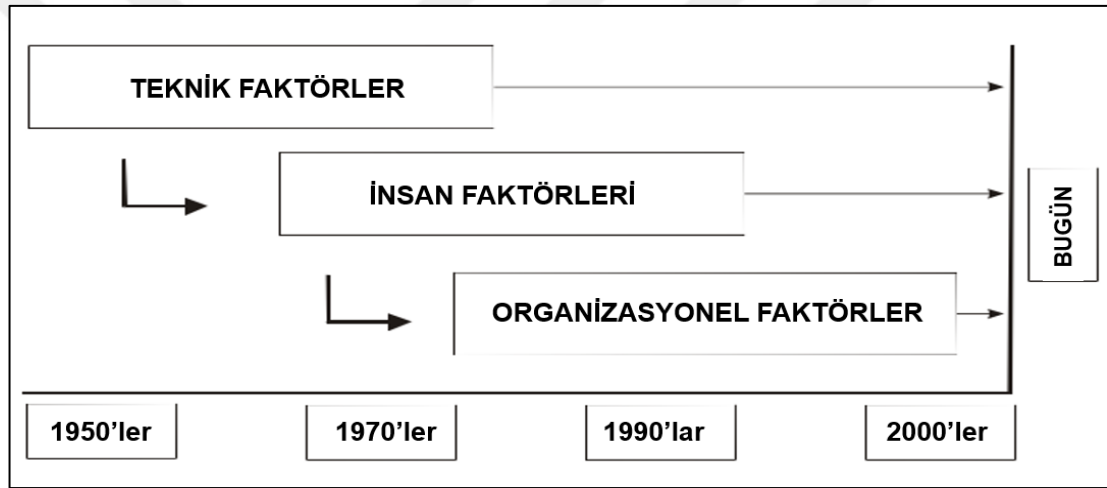 TEKNİK FAKTÖRLER
İNSAN FAKTÖRLERİ
ORGANİZASYONEL FAKTÖRLER
BUGÜN
1950’ler
1970’ler
1990’lar
2000’ler